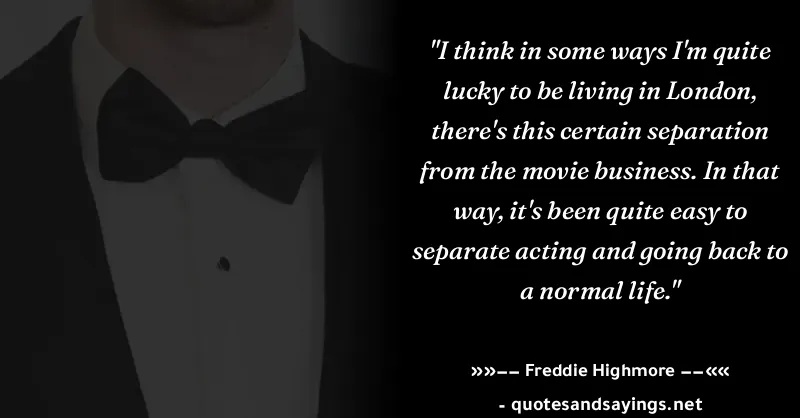 "I think in some ways I'm quite
lucky to be living in London,
there's this certain separation
from the movie business. In that
way, it's been quite easy to
separate acting and going back to
a normal life."
»»–– Freddie Highmore ––««
- quotesandsayings.net